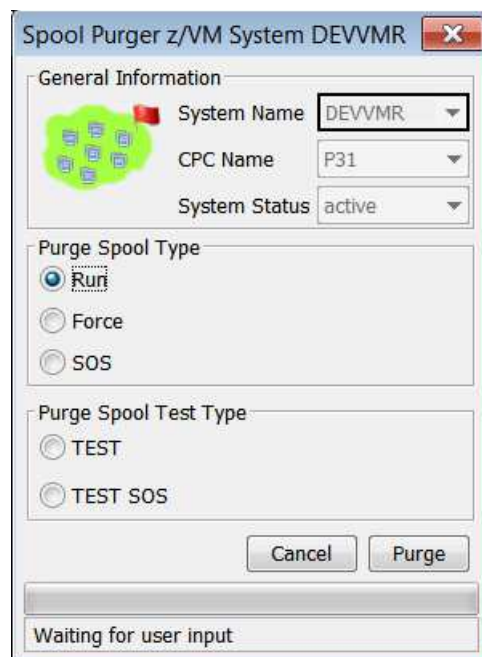 Spool Purger z/VM System DEVVMR
General Information
System Name DEVVMR
CPC Name P31
System Status active
Purge Spool Type
Run
Force
SOS
Purge Spool Test Type
TEST
TEST SOS
Cancel Purge
Waiting for user input